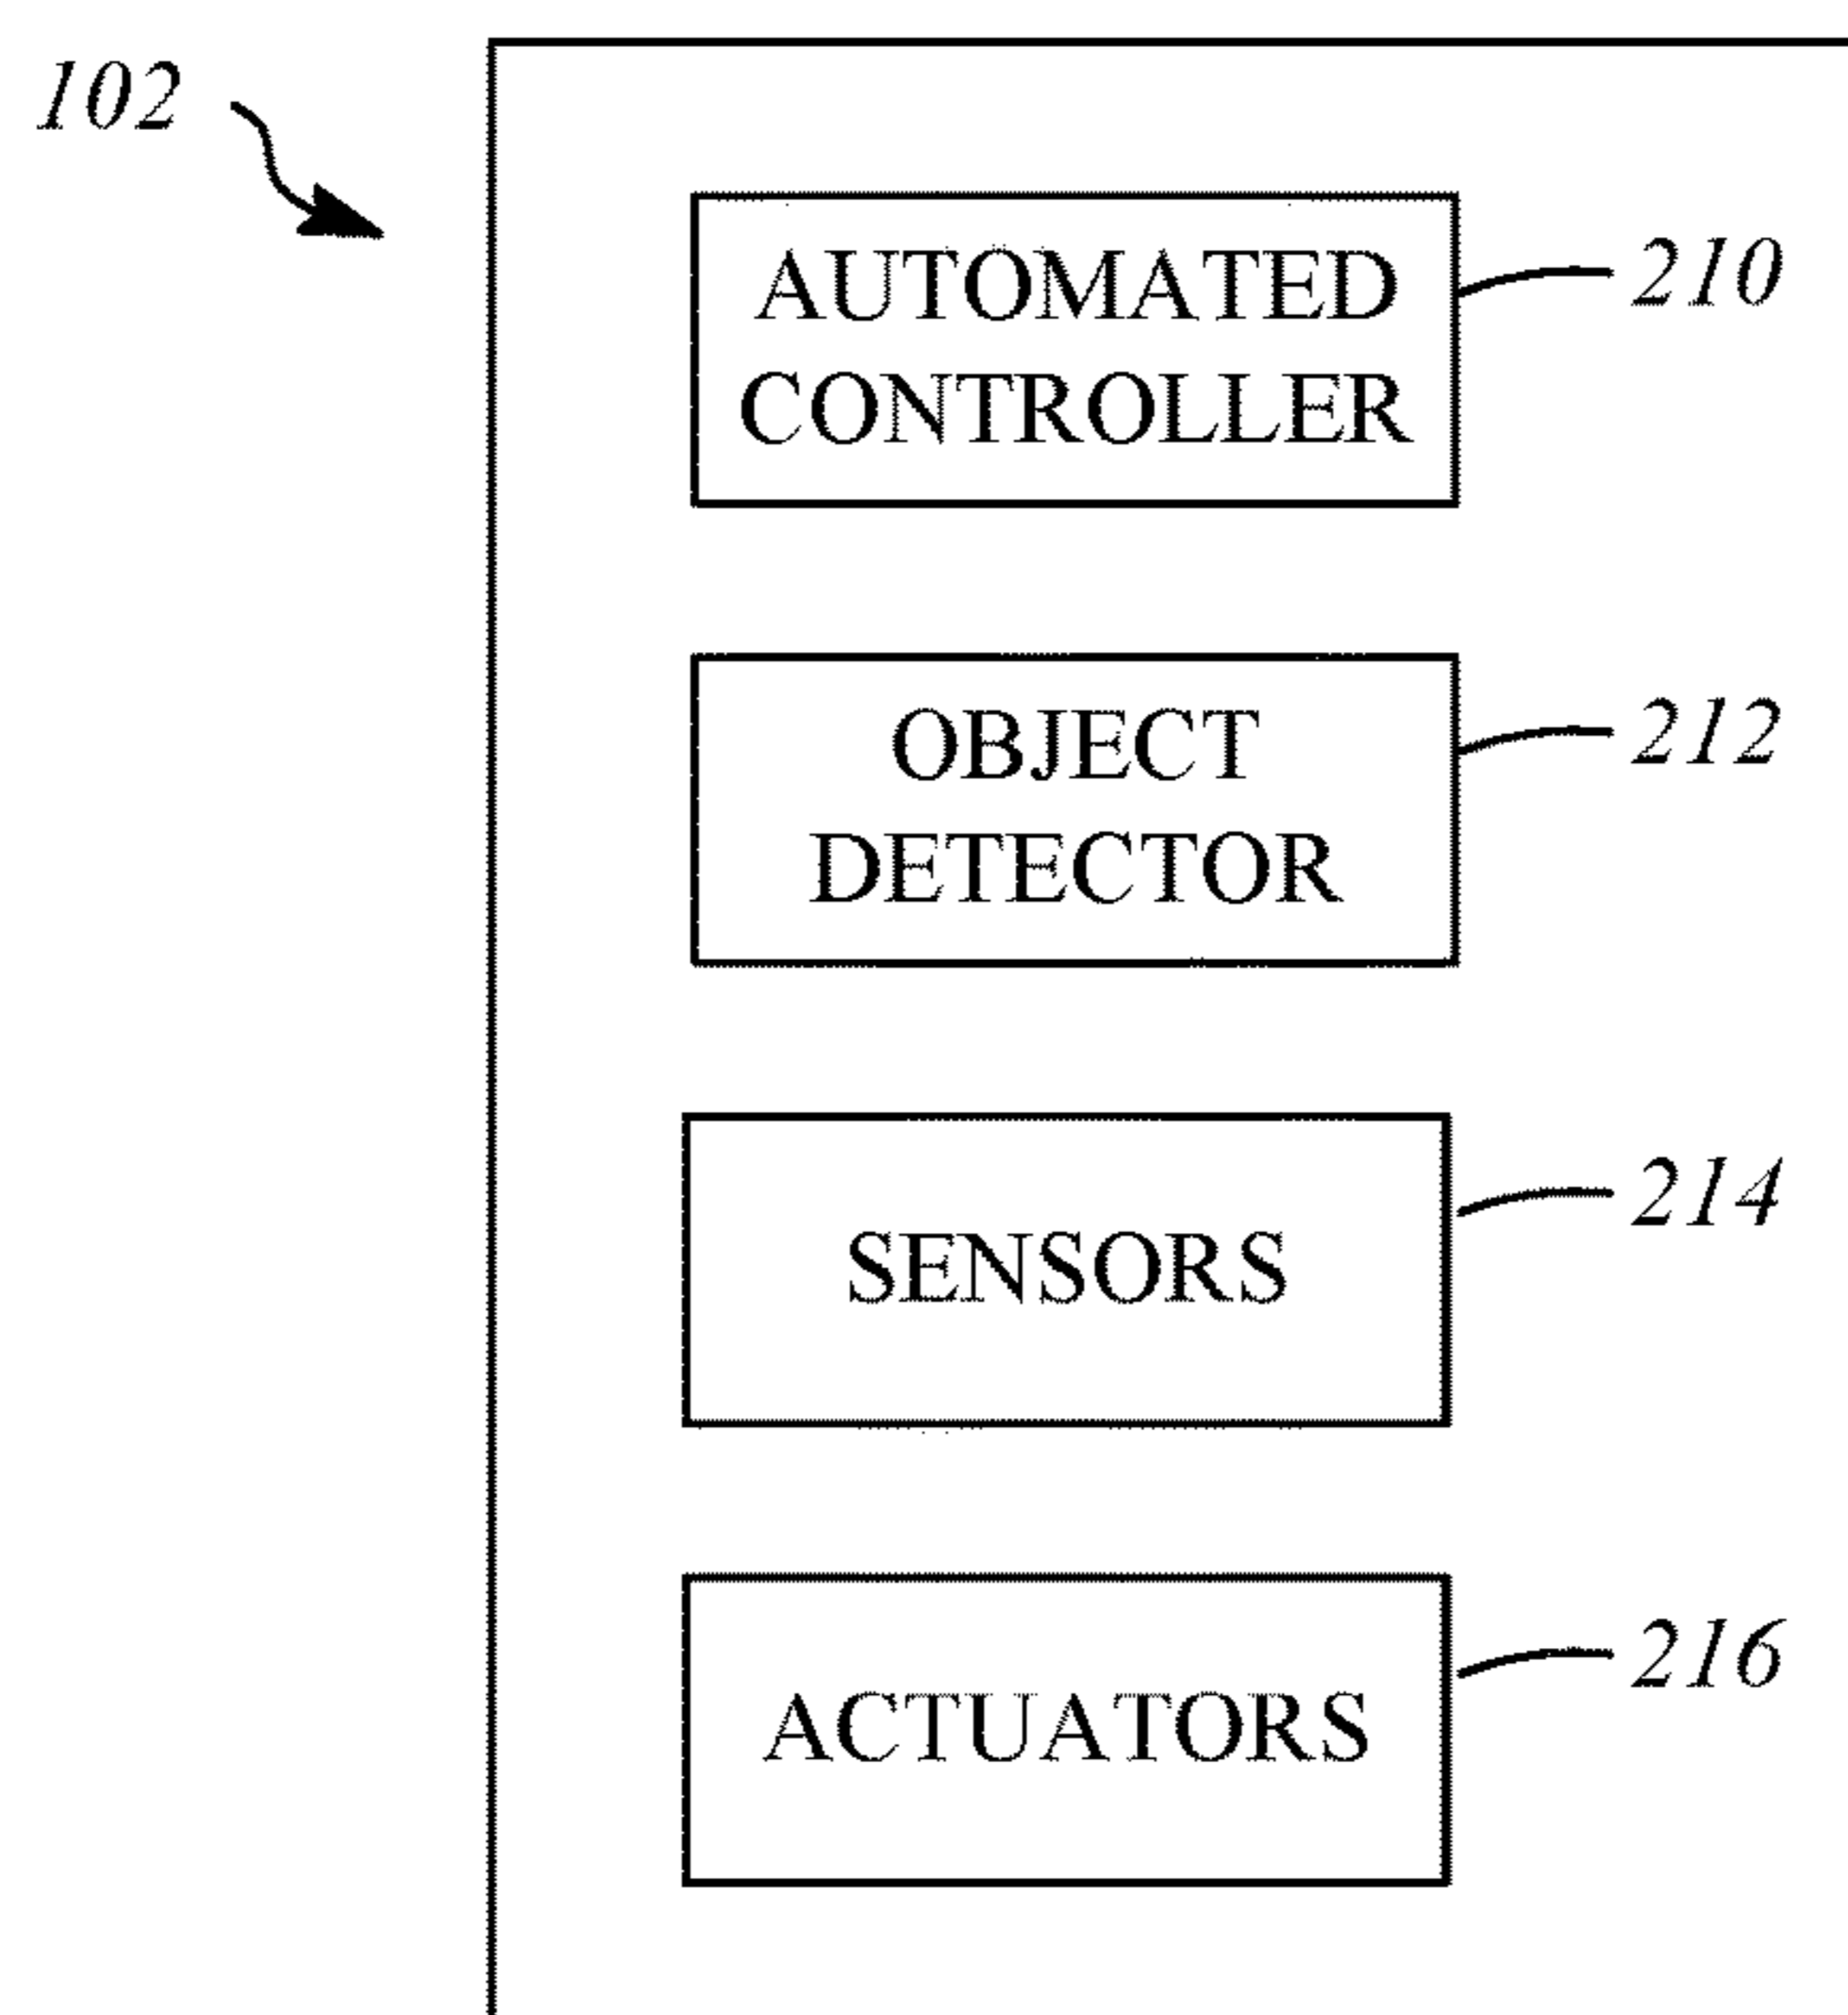 102
AUTOMATED
CONTROLLER
210
OBJECT
DETECTOR
212
SENSORS
214
ACTUATORS
216